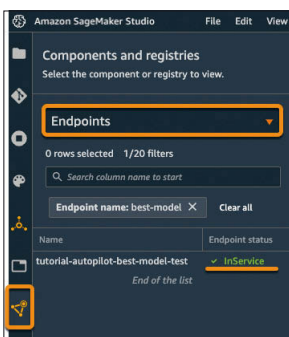 Amazon SageMaker Studio File Edit View
Components and registries
Select the component or registry to view.
Endpoints
0 rows selected 1/20 filters
Search column name to start
Endpoint name: best-model X Clear all
Name Endpoint status
tutorial-autopilot-best-model-test ✓ InService
End of the list